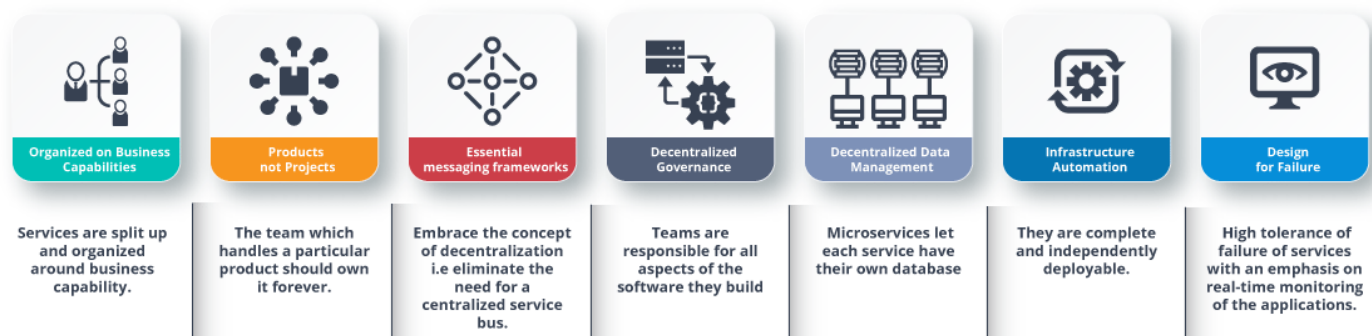 Organized on Business
Capabilities
Products
not Projects
Essential
messaging frameworks
Decentralized
Governance
Decentralized Data
Management
Infrastructure
Automation
Design
for Failure
Services are split up
and organized
around business
capability.
The team which
handles a particular
product should own
it forever.
Embrace the concept
of decentralization
i.e eliminate the
need for a
centralized service
bus.
Teams are
responsible for all
aspects of the
software they build
Microservices let
each service have
their own database
They are complete
and independently
deployable.
High tolerance of
failure of services
with an emphasis on
real-time monitoring
of the applications.